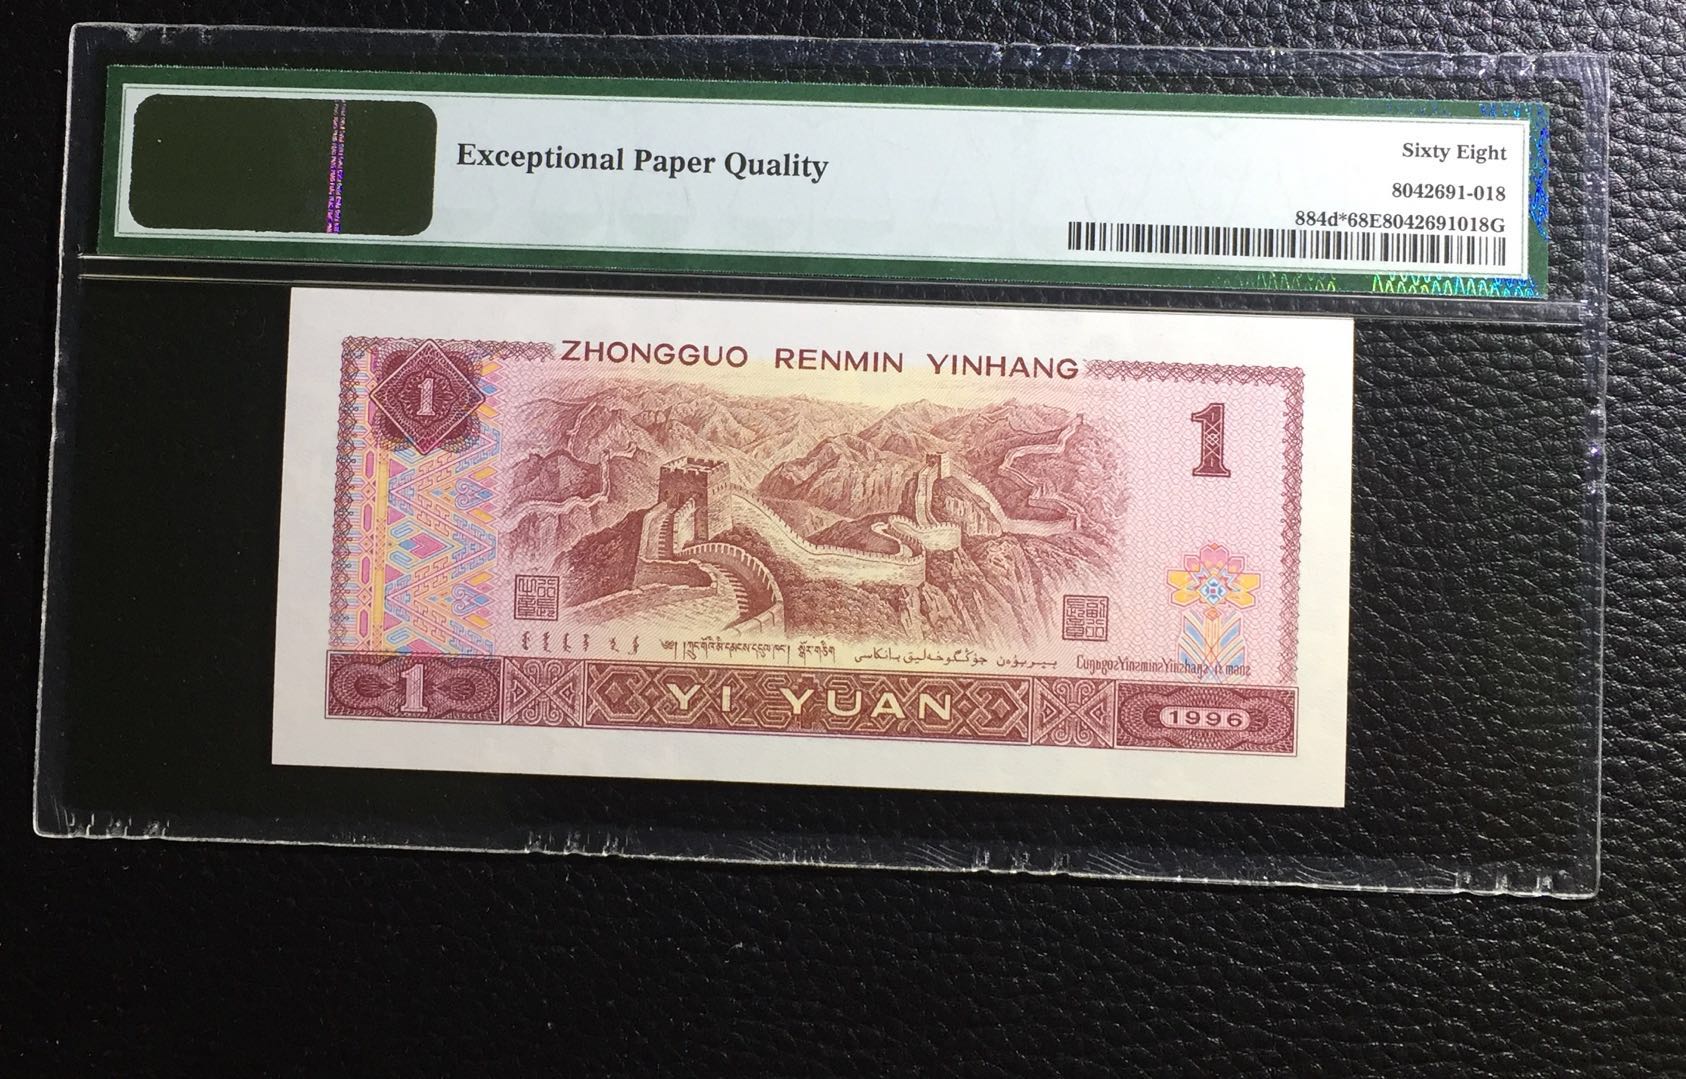 Exceptional Paper Quality
Sixty Eight
8042691-018
884d*68E8042691018G
ZHONGGUO RENMIN YINHANG
1
1
1
YI YUAN
1996